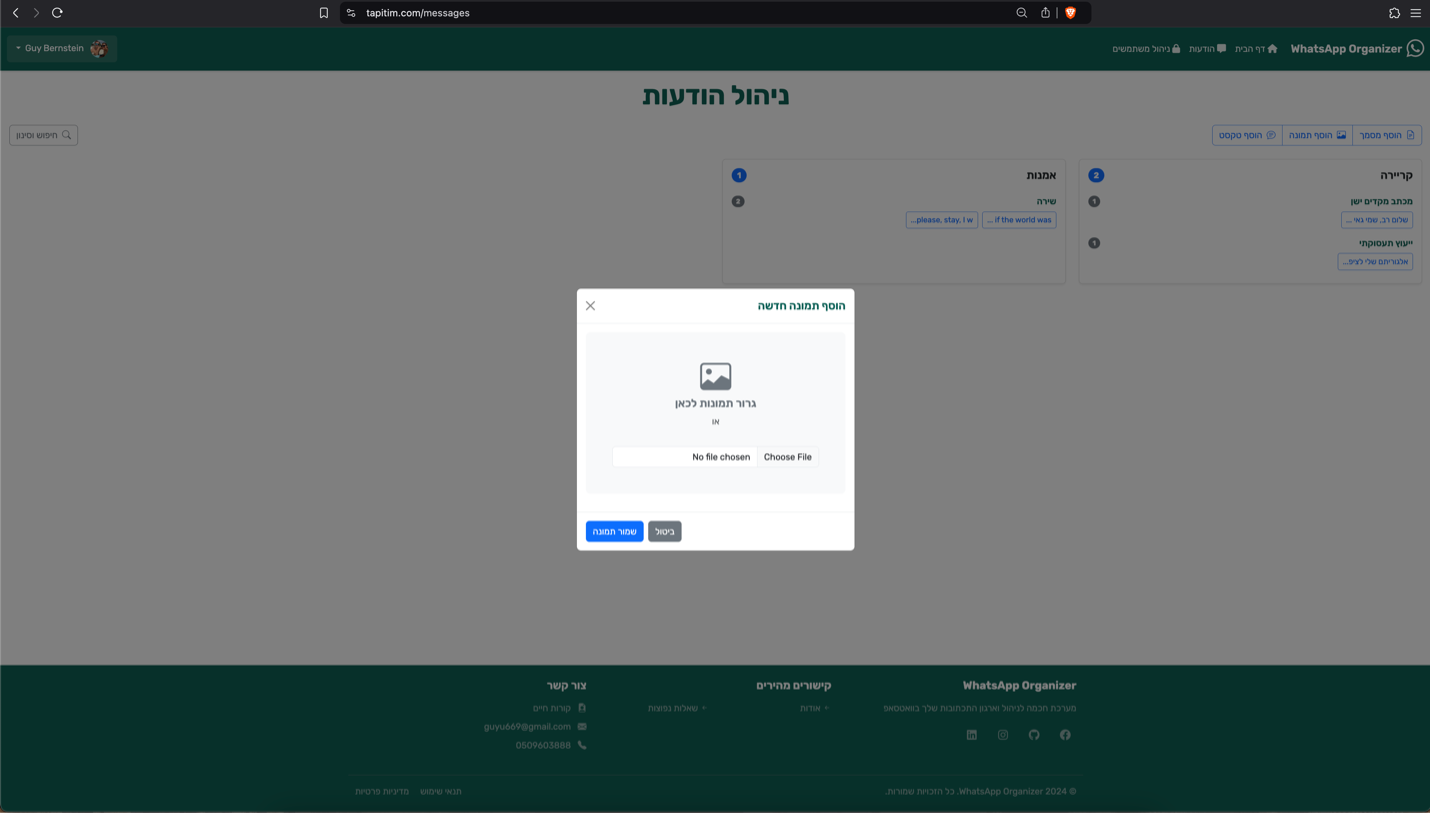 tapitim.com/messages
WhatsApp Organizer
דף הבית
הודעות
ניהול משתמשים
Guy Bernstein
ניהול הודעות
הוסף מסמך
הוסף תמונה
הוסף טקסט
חיפוש וסינון
קריירה
2
מכתב מקדים ישן
1
שלום רב, שמי גאי ...
ייעוץ תעסוקתי
1
אלגוריתם שלי לציפ...
אמנות
1
שירה
2
if the world was ...
please, stay, I w...
הוסף תמונה חדשה
גרור תמונות לכאן
או
Choose File No file chosen
ביטול
שמור תמונה
WhatsApp Organizer
מערכת חכמה לניהול וארגון התכתבות שלך בוואטסאפ
קישורים מהירים
אודות
שאלות נפוצות
צור קשר
קורות חיים
guyu669@gmail.com
0509603888
© 2024 WhatsApp Organizer. כל הזכויות שמורות.
תנאי שימוש
מדיניות פרטיות